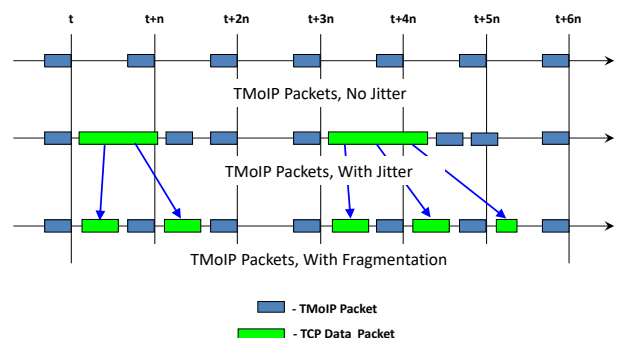 t t+n t+2n t+3n t+4n t+5n t+6n
TMoIP Packets, No Jitter
TMoIP Packets, With Jitter
TMoIP Packets, With Fragmentation
- TMoIP Packet
- TCP Data Packet